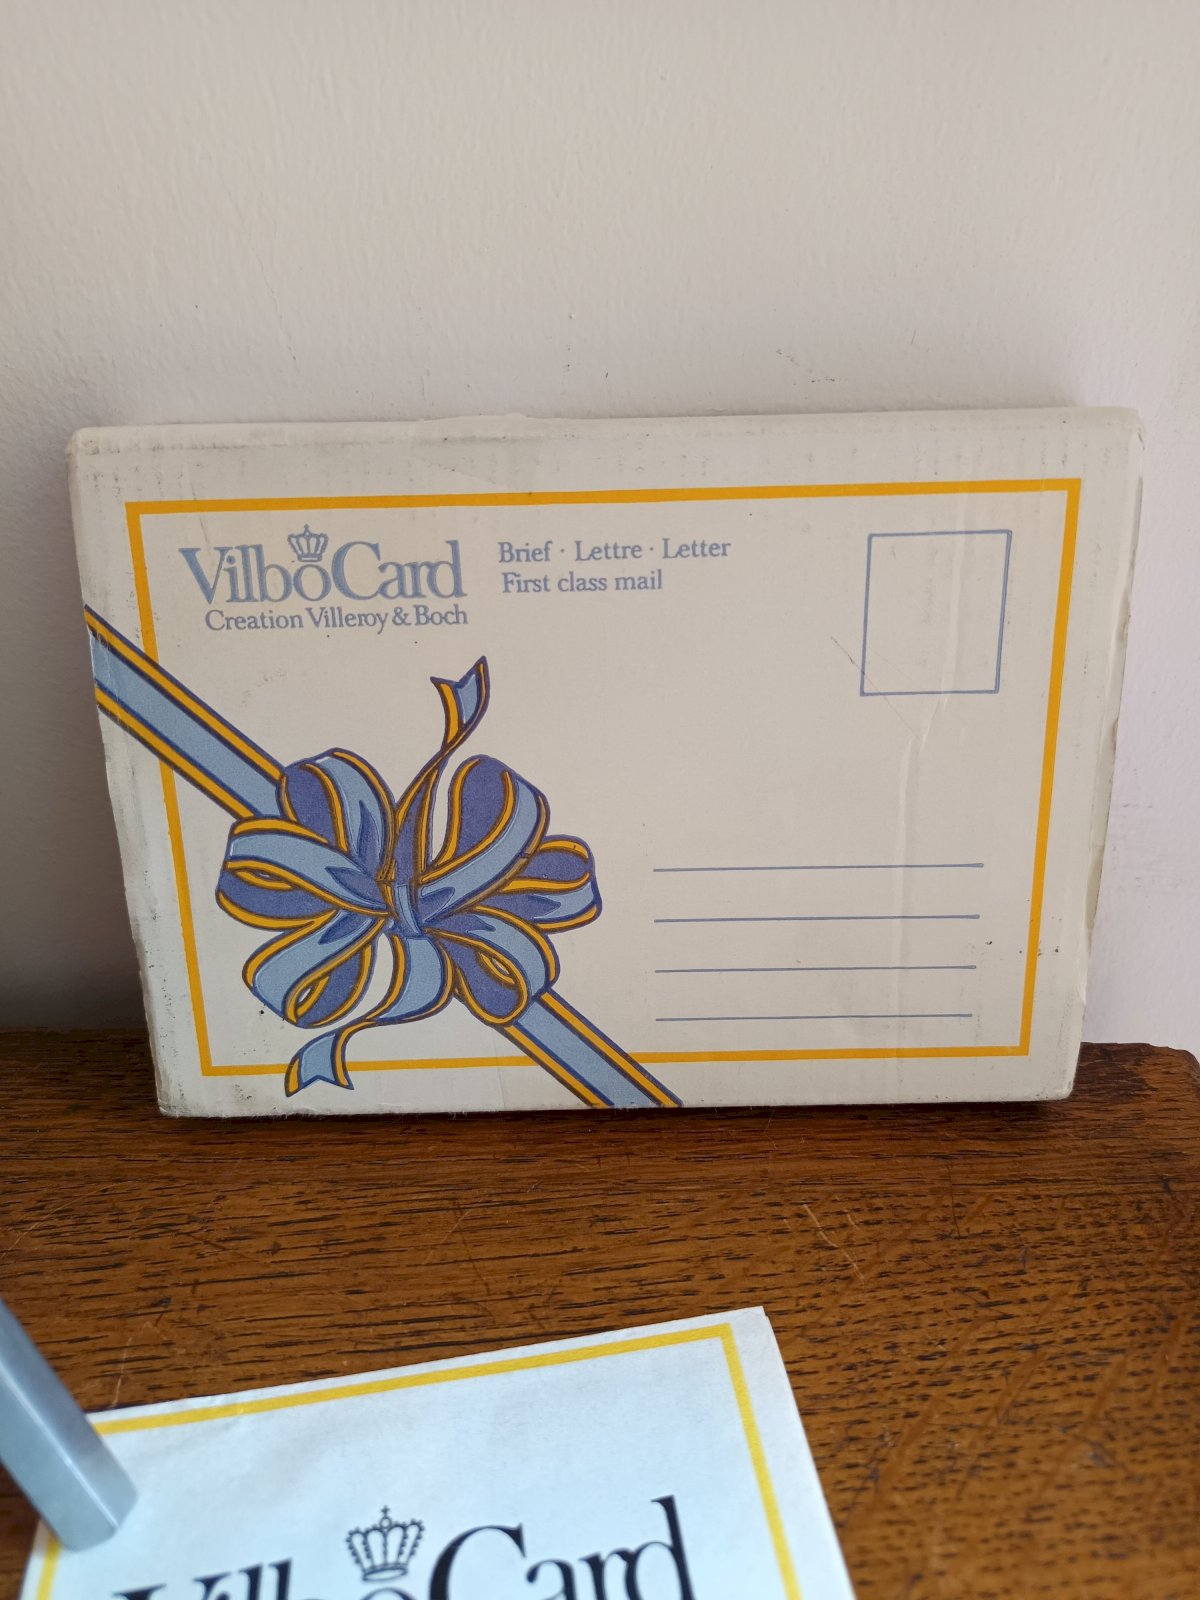 VilboCard
Creation Villeroy & Boch
Brief · Lettre · Letter
First class mail
VilboCard